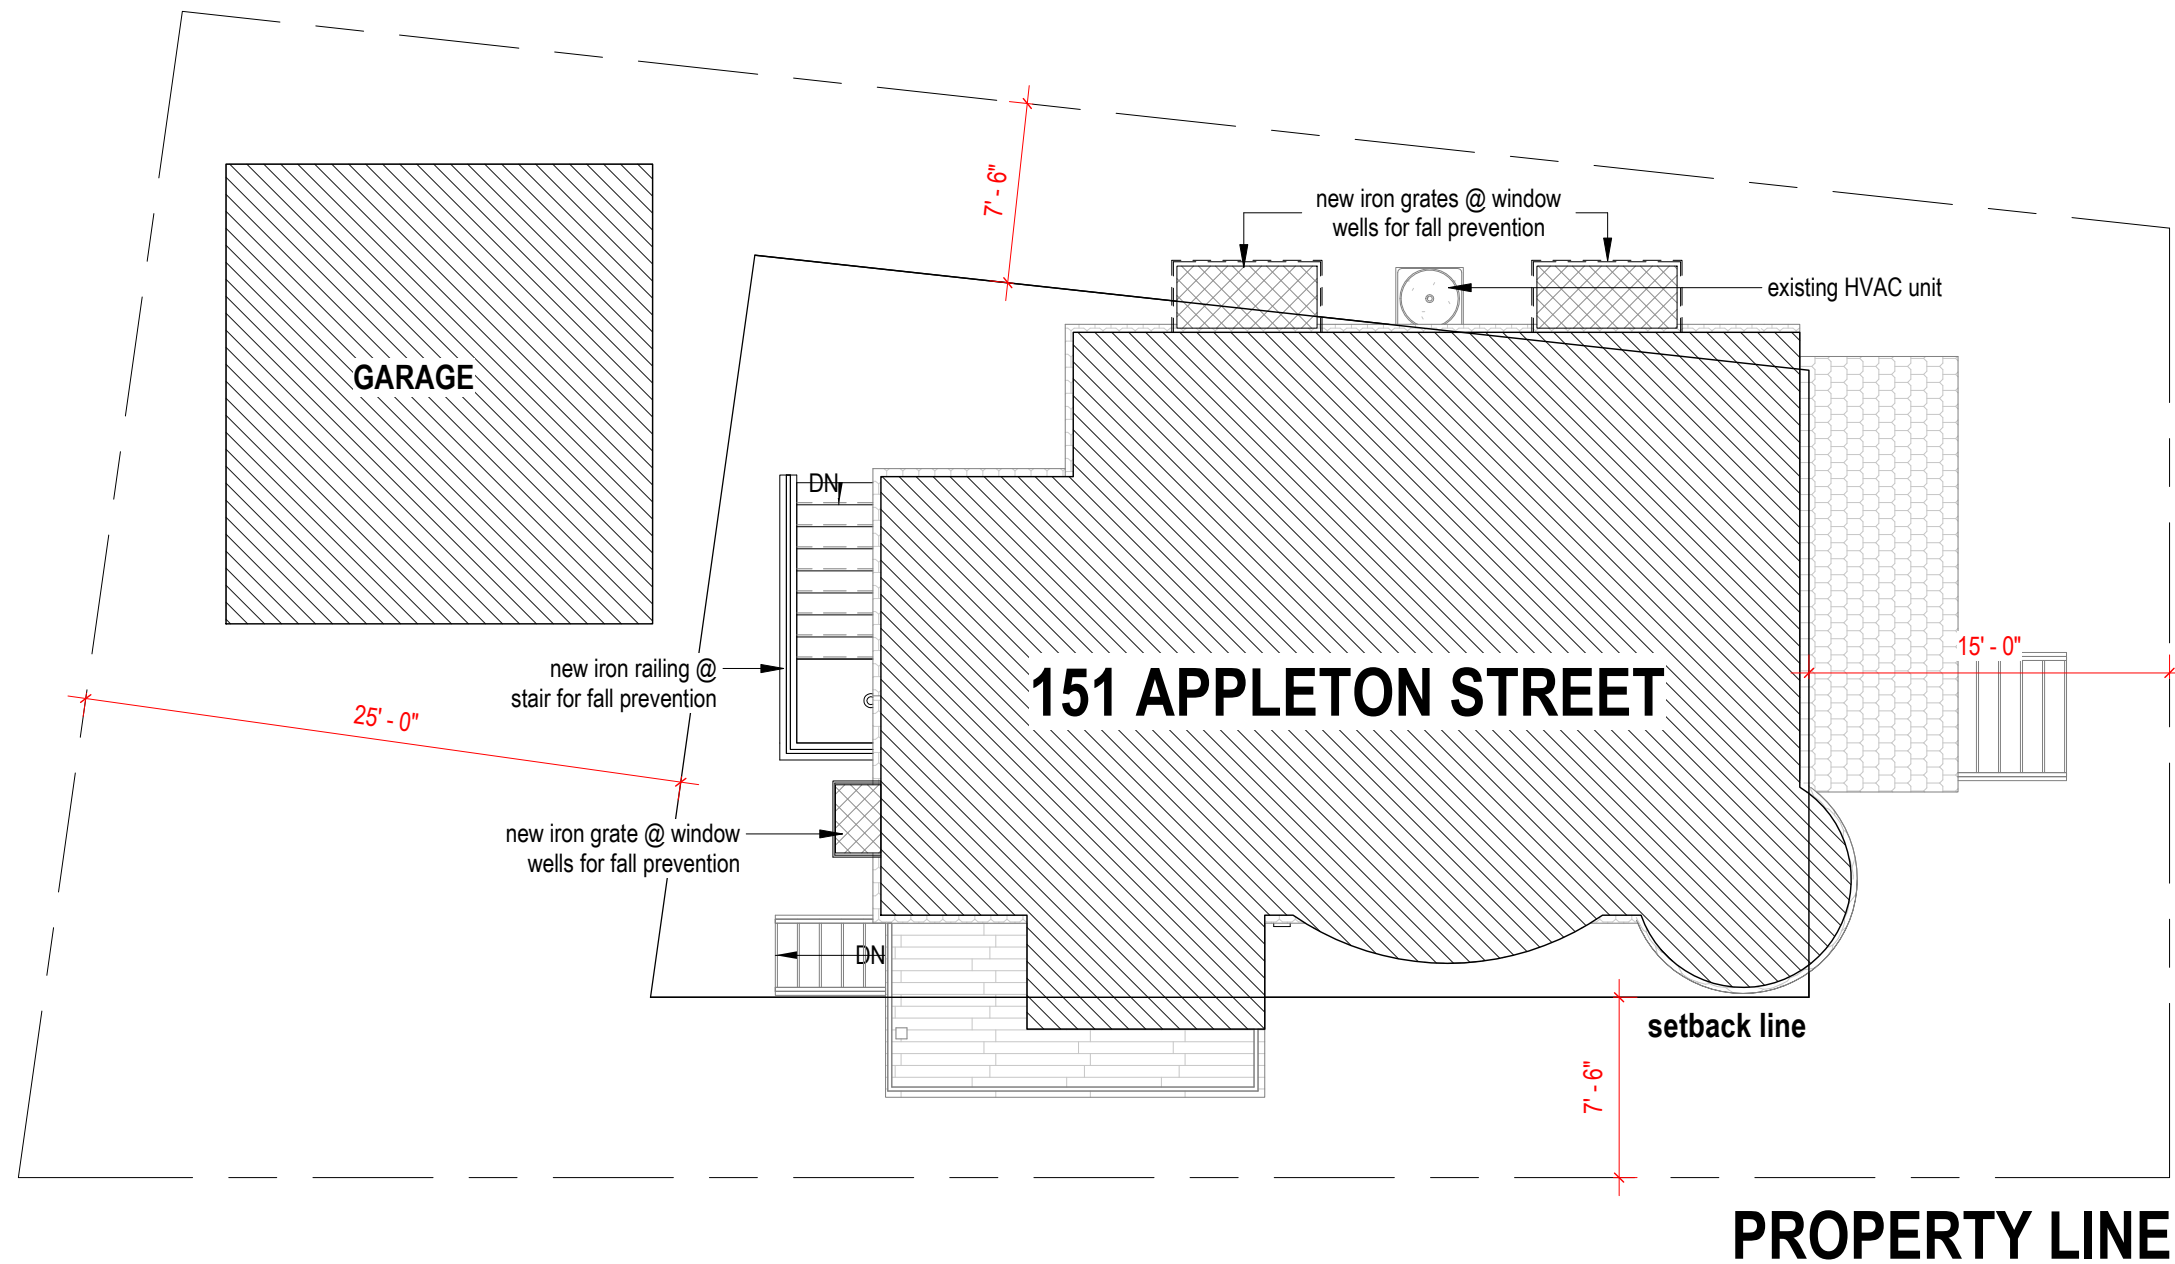 7' - 6"
new iron grates @ window
wells for fall prevention
existing HVAC unit
GARAGE
DN
15' - 0"
new iron railing @
stair for fall prevention
151 APPLETON STREET
25' - 0"
new iron grate @ window
wells for fall prevention
DN
setback line
7' - 6"
PROPERTY LINE